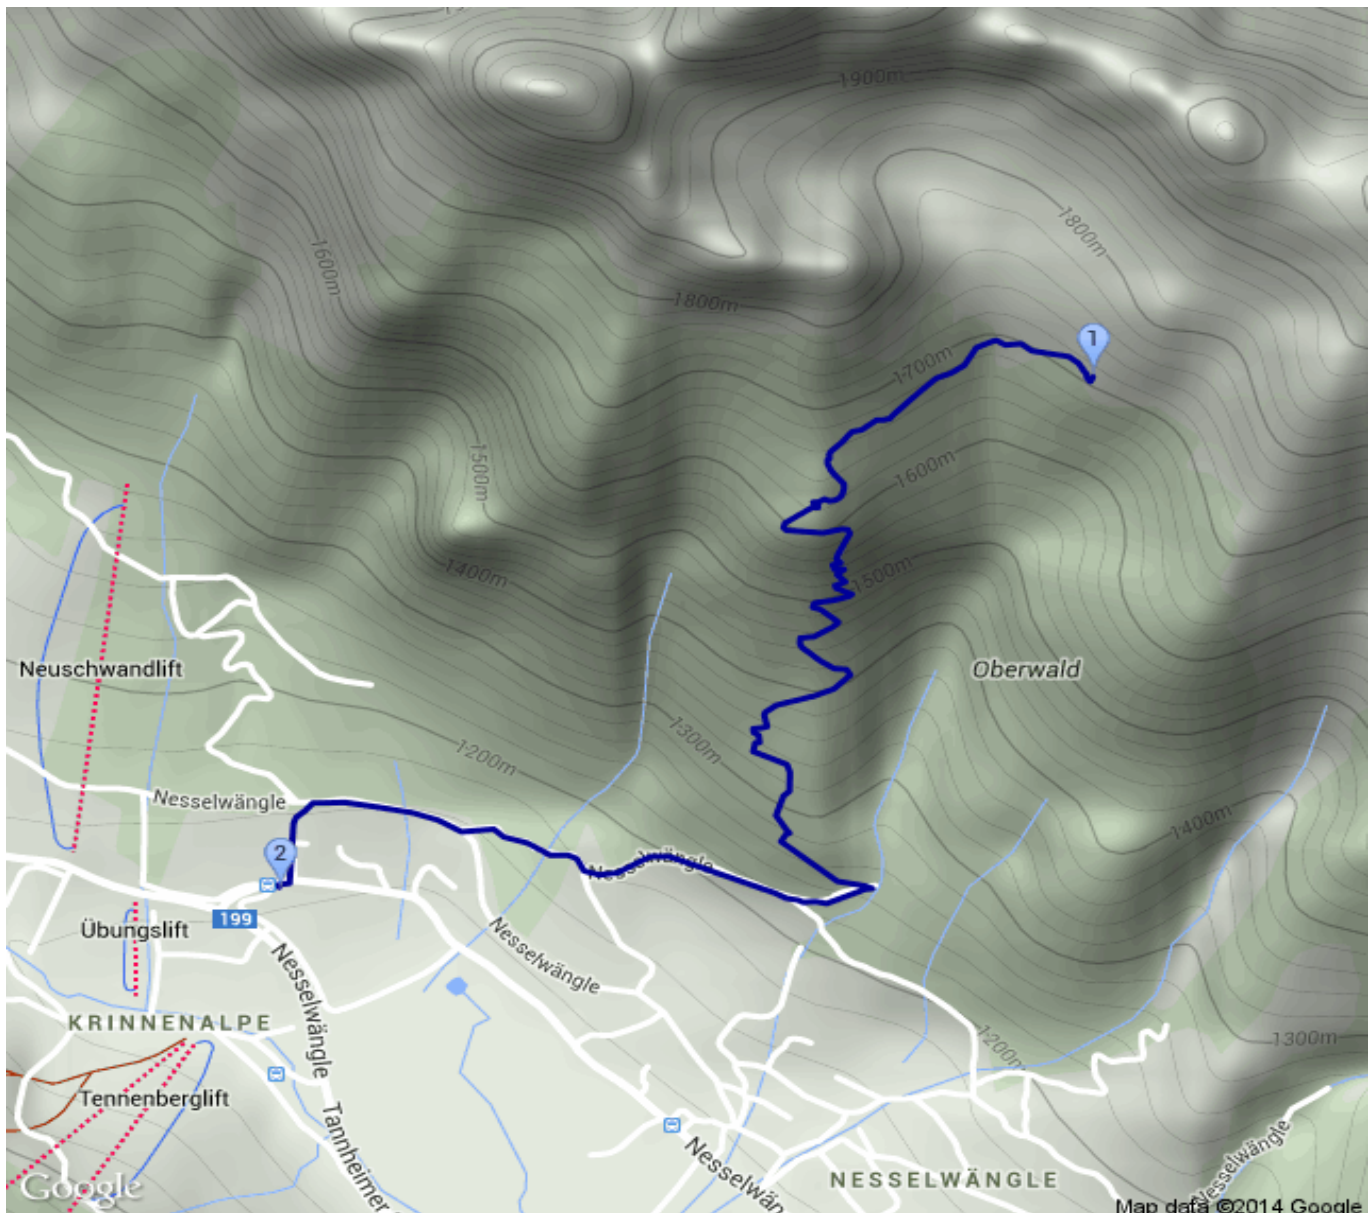 1900m
1800m
1600m
1800m
1
1700m
1500m
1600m
1400m
1500m
Neuschwandlift
Oberwald
1300m
1200m
Nesselwängle
1400m
2
Nesselwängle
199
Übungslift
Nesselwängle
Nesselwängle
KRINNENALPE
1200m
1300m
Tennenberglift
Tannheimer
Nesselwängle
Nesselwän
NESSELWÄNGLE
Google
Map data ©2014 Google